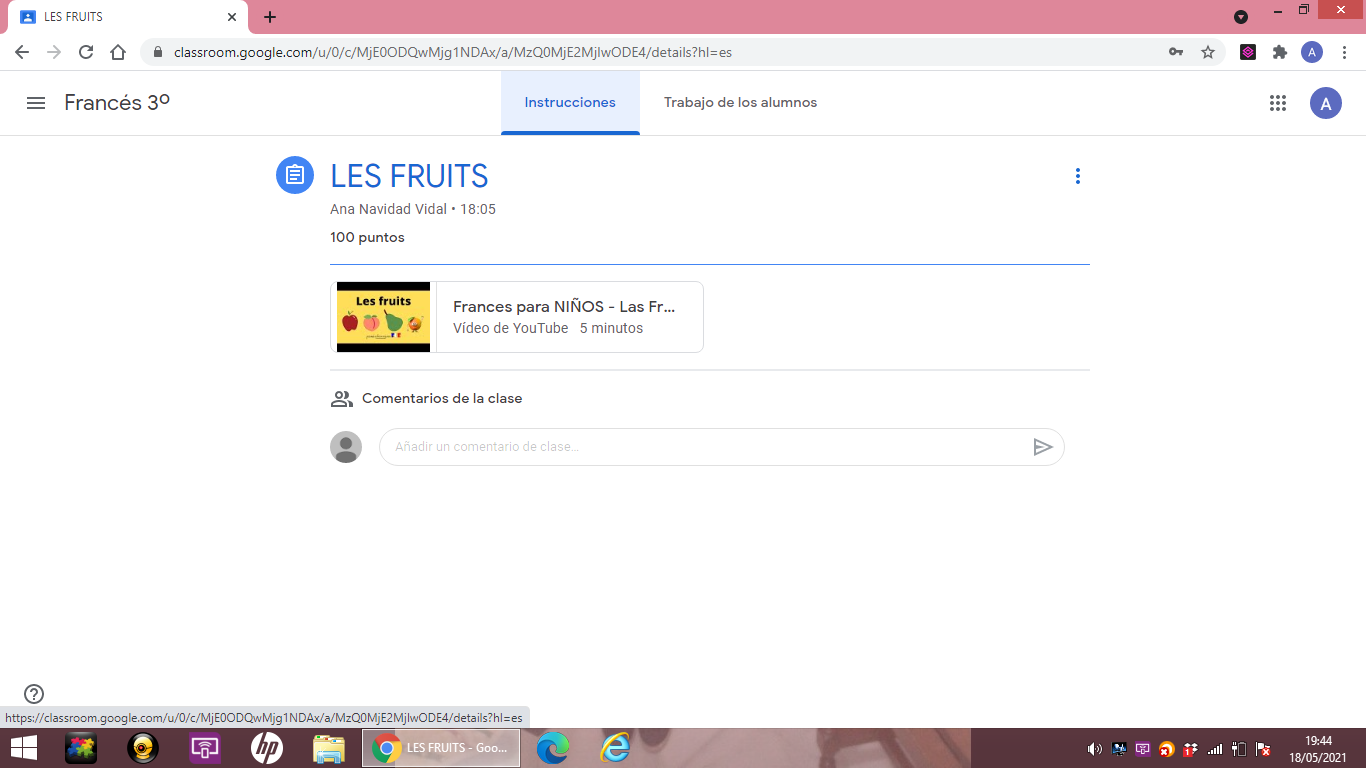 LES FRUITS
classroom.google.com/u/0/c/MjE0ODQwMjg1NDAx/a/MzQ0MjE2MjIwODE4/details?hl=es
A
Francés 3º
Instrucciones
Trabajo de los alumnos
A
LES FRUITS
Ana Navidad Vidal • 18:05
100 puntos
Les fruits
Frances para NIÑOS - Las Fr...
Vídeo de YouTube 5 minutos
Comentarios de la clase
Añadir un comentario de clase...
https://classroom.google.com/u/0/c/MjE0ODQwMjg1NDAx/a/MzQ0MjE2MjIwODE4/details?hl=es
hp
LES FRUITS - Goo...
19:44
18/05/2021